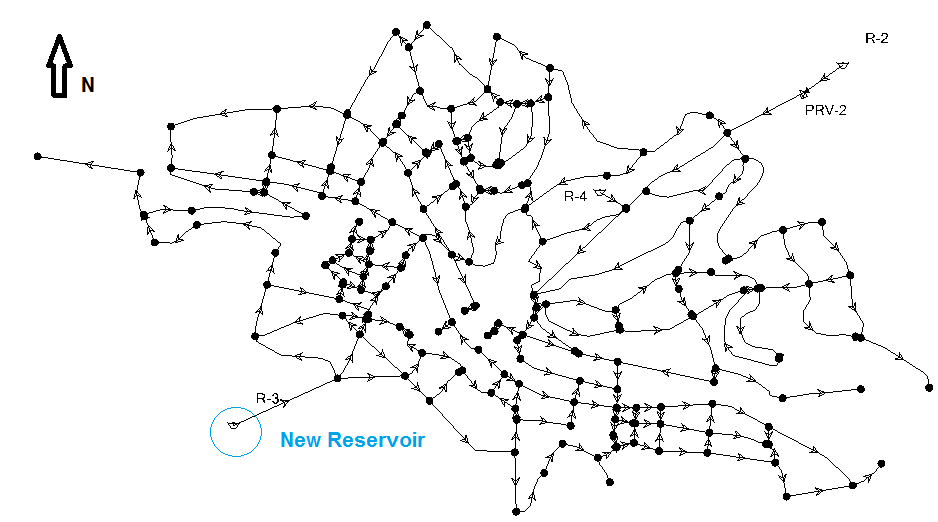 R-2
N
PRV-2
R-4
R-3
New Reservoir